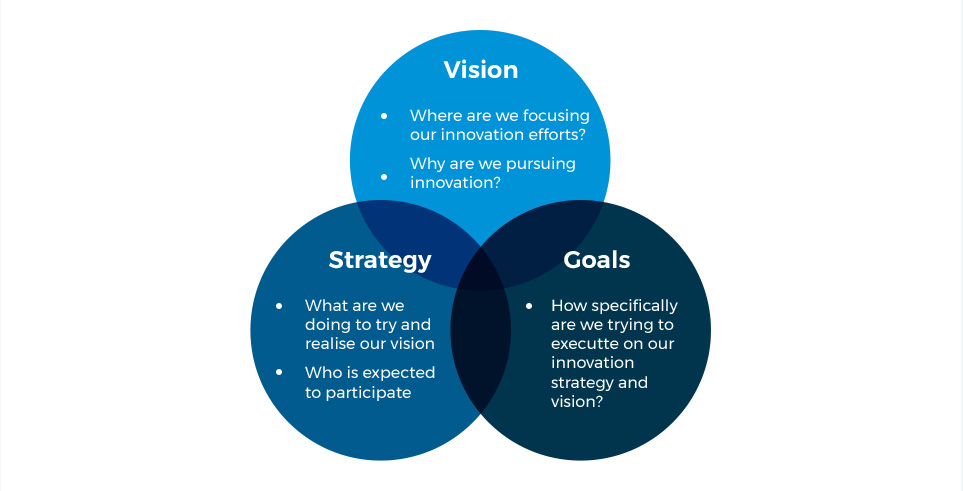 Vision
• Where are we focusing
our innovation efforts?
• Why are we pursuing
innovation?
Strategy
• What are we
doing to try and
realise our vision
• Who is expected
to participate
Goals
• How specifically
are we trying to
executte on our
innovation
strategy and
vision?